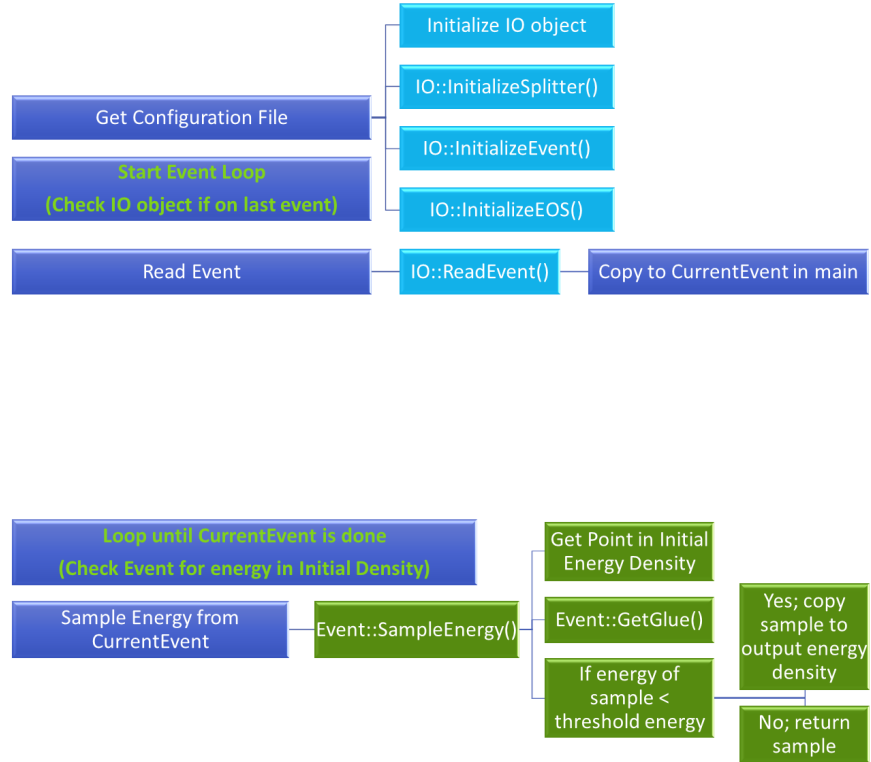 Initialize IO object
IO::InitializeSplitter()
Get Configuration File
IO::InitializeEvent()
Start Event Loop
(Check IO object if on last event)
IO::InitializeEOS()
Read Event
IO::ReadEvent()
Copy to CurrentEvent in main
Loop until CurrentEvent is done
(Check Event for energy in Initial Density)
Get Point in Initial
Energy Density
Sample Energy from
CurrentEvent
Event::SampleEnergy()
Event::GetGlue()
If energy of
sample <
threshold energy
Yes; copy
sample to
output energy
density
No; return
sample